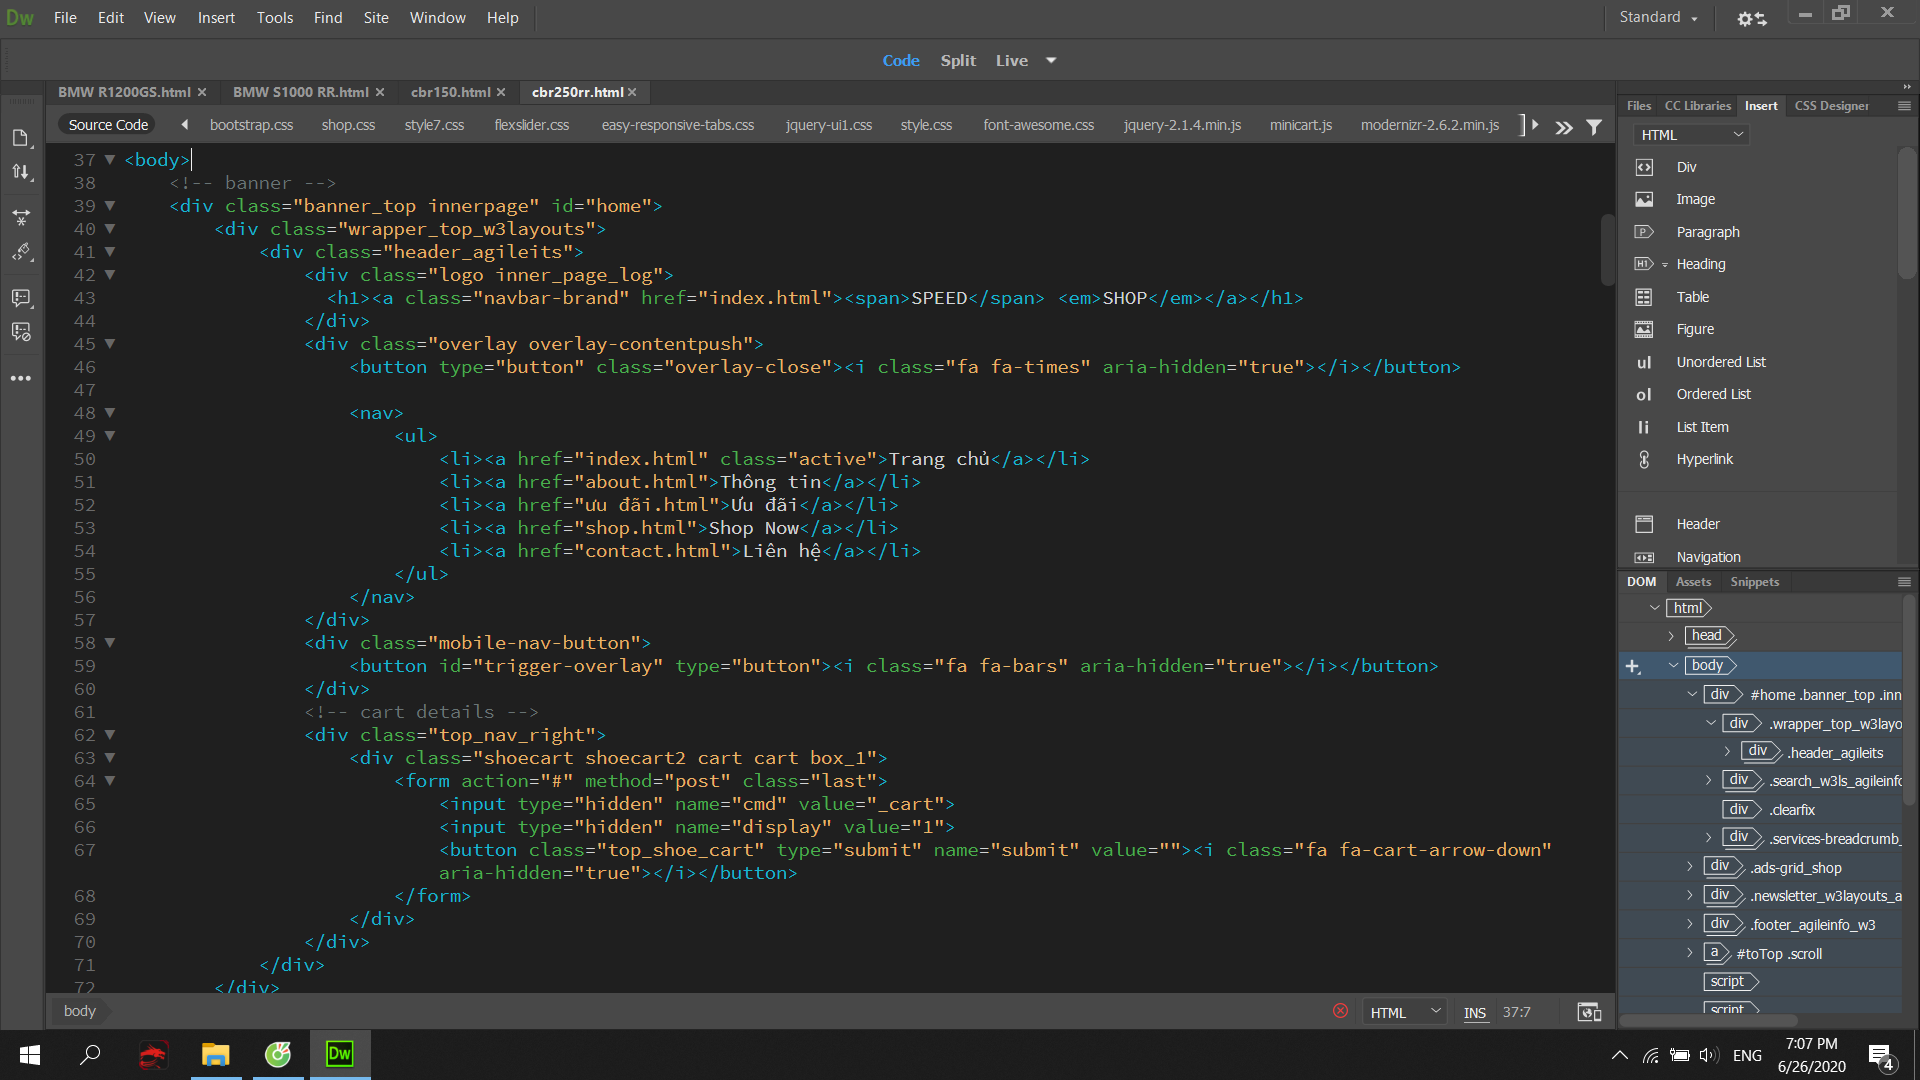 Dw File Edit View Insert Tools Find Site Window Help Standard
Code Split Live
BMW R1200GS.html BMW S1000 RR.html cbr150.html cbr250rr.html
Source Code bootstrap.css shop.css style7.css flexslider.css easy-responsive-tabs.css jquery-ui1.css style.css font-awesome.css jquery-2.1.4.min.js minicart.js modernizr-2.6.2.min.js
37 <body>
38 <!-- banner -->
39 <div class="banner_top innerpage" id="home">
40 <div class="wrapper_top_w3layouts">
41 <div class="header_agileits">
42 <div class="logo inner_page_log">
43 <h1><a class="navbar-brand" href="index.html"><span>SPEED</span> <em>SHOP</em></a></h1>
44 </div>
45 <div class="overlay overlay-contentpush">
46 <button type="button" class="overlay-close"><i class="fa fa-times" aria-hidden="true"></i></button>
47
48 <nav>
49 <ul>
50 <li><a href="index.html" class="active">Trang chủ</a></li>
51 <li><a href="about.html">Thông tin</a></li>
52 <li><a href="ưu đãi.html">Ưu đãi</a></li>
53 <li><a href="shop.html">Shop Now</a></li>
54 <li><a href="contact.html">Liên hệ</a></li>
55 </ul>
56 </nav>
57 </div>
58 <div class="mobile-nav-button">
59 <button id="trigger-overlay" type="button"><i class="fa fa-bars" aria-hidden="true"></i></button>
60 </div>
61 <!-- cart details -->
62 <div class="top_nav_right">
63 <div class="shoecart shoecart2 cart cart box_1">
64 <form action="#" method="post" class="last">
65 <input type="hidden" name="cmd" value="_cart">
66 <input type="hidden" name="display" value="1">
67 <button class="top_shoe_cart" type="submit" name="submit" value=""><i class="fa fa-cart-arrow-down"
aria-hidden="true"></i></button>
68 </form>
69 </div>
70 </div>
71 </div>
72 </div>
body HTML INS 37:7
Files CC Libraries Insert CSS Designer
HTML
Div
Image
Paragraph
Heading
Table
Figure
ul Unordered List
ol Ordered List
li List Item
Hyperlink
Header
Navigation
DOM Assets Snippets
html
head
body
div #home .banner_top .inn
div .wrapper_top_w3layo
div .header_agileits
div .search_w3ls_agileinfo
div .clearfix
div .services-breadcrumb_
div .ads-grid_shop
div .newsletter_w3layouts_a
div .footer_agileinfo_w3
a #toTop .scroll
script
script
Dw ENG 7:07 PM
6/26/2020 4